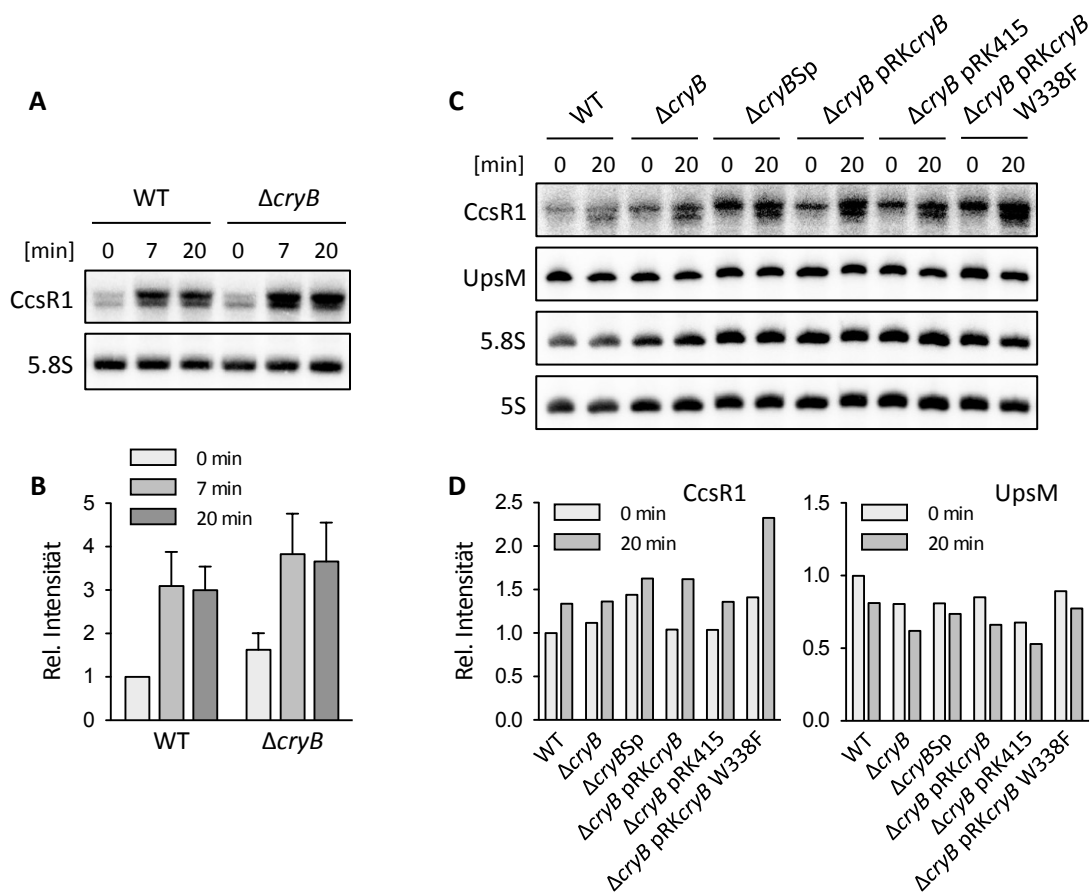 A
WT ΔcryB
[min] 0 7 20 0 7 20
CcsR1
5.8S
B
0 min
7 min
20 min
Rel. Intensität
5
4
3
2
1
0
WT ΔcryB
C
WT ΔcryB ΔcryBSp ΔcryB pRKcryB ΔcryB pRK415 ΔcryB pRKcryB W338F
[min] 0 20 0 20 0 20 0 20 0 20 0 20
CcsR1
UpsM
5.8S
5S
D
CcsR1
0 min
20 min
Rel. Intensität
2.5
2.0
1.5
1.0
0.5
0.0
WT
ΔcryB
ΔcryBSp
ΔcryB pRKcryB
ΔcryB pRK415
ΔcryB pRKcryB W338F
UpsM
0 min
20 min
1.5
1.0
0.5
0.0
WT
ΔcryB
ΔcryBSp
ΔcryB pRKcryB
ΔcryB pRK415
ΔcryB pRKcryB W338F